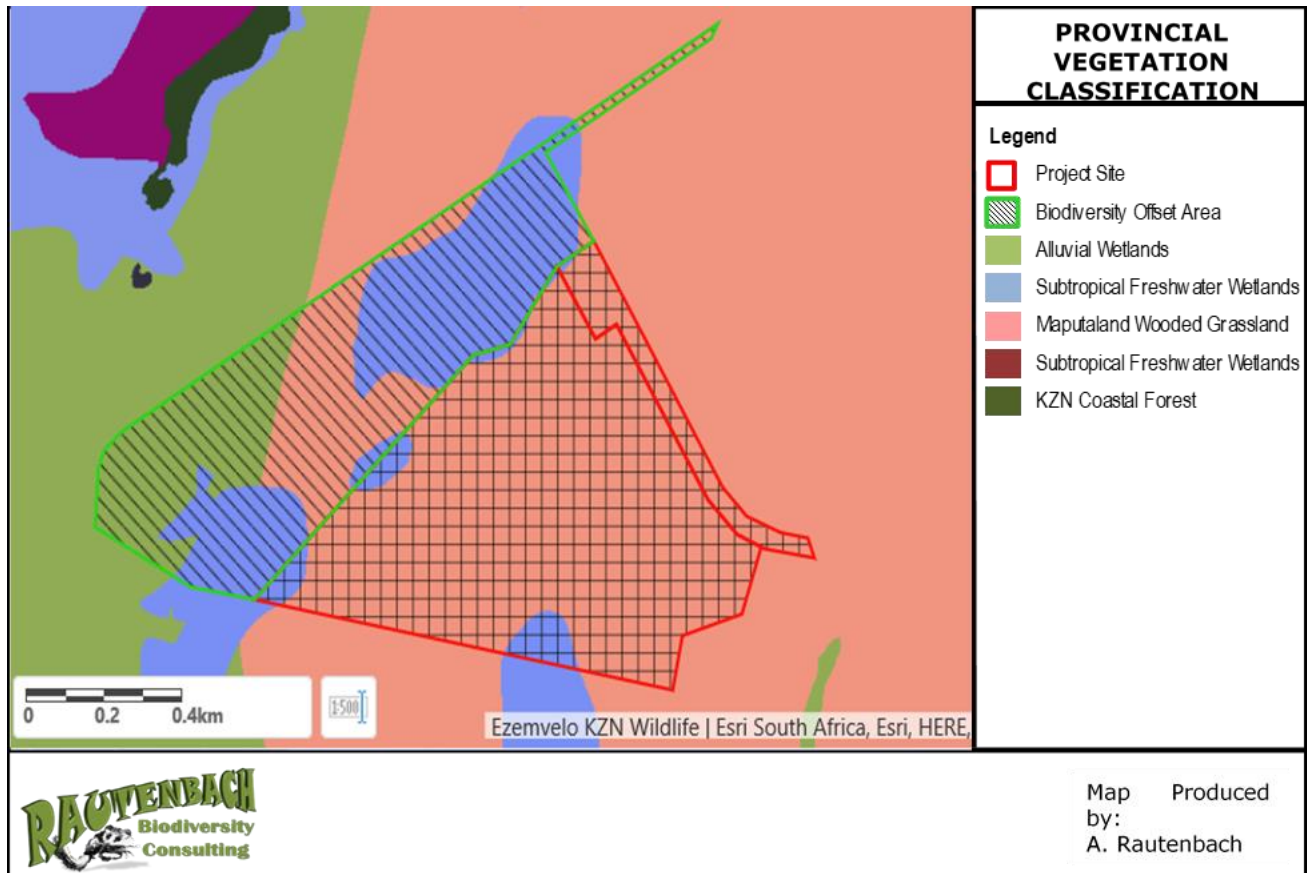 PROVINCIAL
VEGETATION
CLASSIFICATION
Legend
Project Site
Biodiversity Offset Area
Alluvial Wetlands
Subtropical Freshwater Wetlands
Maputaland Wooded Grassland
Subtropical Freshwater Wetlands
KZN Coastal Forest
0 0.2 0.4km
1:500
Ezemvelo KZN Wildlife | Esri South Africa, Esri, HERE,
RAUTENBACH
Biodiversity
Consulting
Map Produced
by:
A. Rautenbach